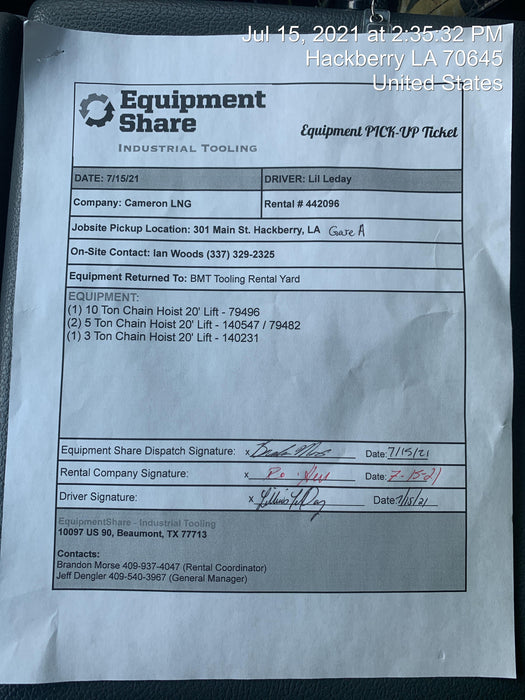 Jul 15, 2021 at 2:35:32 PM
Hackberry LA 70645
United States
Equipment
Share
INDUSTRIAL TOOLING
Equipment PICK-UP Ticket
DATE: 7/15/21 DRIVER: Lil Leday
Company: Cameron LNG Rental # 442096
Jobsite Pickup Location: 301 Main St. Hackberry, LA Gate A
On-Site Contact: Ian Woods (337) 329-2325
Equipment Returned To: BMT Tooling Rental Yard
EQUIPMENT:
(1) 10 Ton Chain Hoist 20' Lift - 79496
(2) 5 Ton Chain Hoist 20' Lift - 140547 / 79482
(1) 3 Ton Chain Hoist 20' Lift - 140231
Equipment Share Dispatch Signature: x Date: 7/15/21
Rental Company Signature: x Date: 7-15-21
Driver Signature: x Date: 7/15/21
EquipmentShare - Industrial Tooling
10097 US 90, Beaumont, TX 77713
Contacts:
Brandon Morse 409-937-4047 (Rental Coordinator)
Jeff Dengler 409-540-3967 (General Manager)